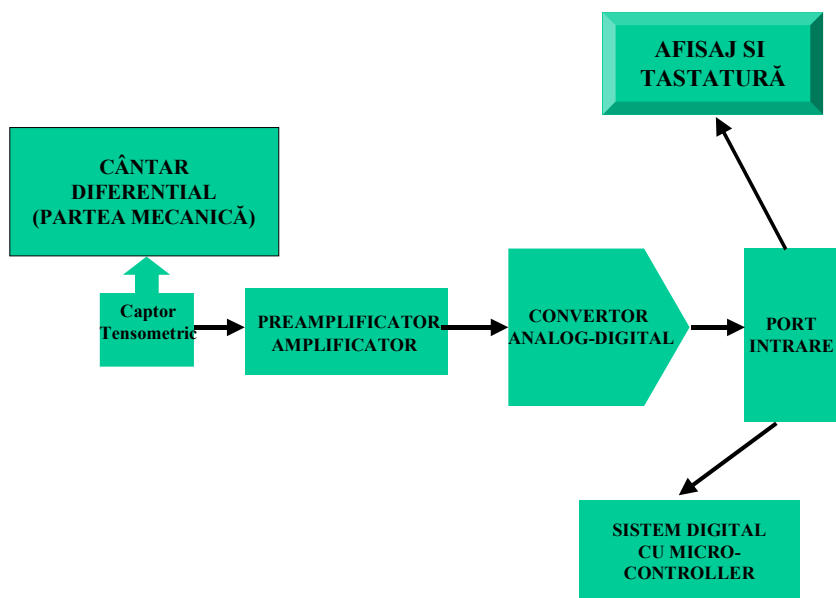 AFISAJ SI
TASTATURĂ
CÂNTAR
DIFERENTIAL
(PARTEA MECANICĂ)
Captor
Tensometric
PREAMPLIFICATOR
AMPLIFICATOR
CONVERTOR
ANALOG-DIGITAL
PORT
INTRARE
SISTEM DIGITAL
CU MICRO-
CONTROLLER